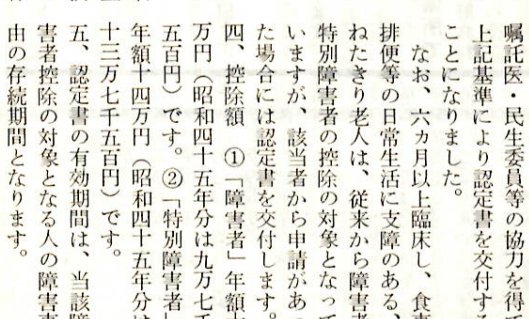 嘱託医・民生委員等の協力を得て
上記基準により認定書を交付する
ことになりました。
なお、六カ月以上臨床し、食事
排便等の日常生活に支障のある、
ねたきり老人は、従来から障害者
特別障害者の控除の対象となって
いますが、該当者から申請があっ
た場合には認定書を交付します。
四、控除額 ①「障害者」年額十
万円（昭和四十五年分は九万七千
五百円）です。②「特別障害者」
年額十四万円（昭和四十五年分は
十三万七千五百円）です。
五、認定書の有効期間は、当該障
害者控除の対象となる人の障害事
由の存続期間となります。